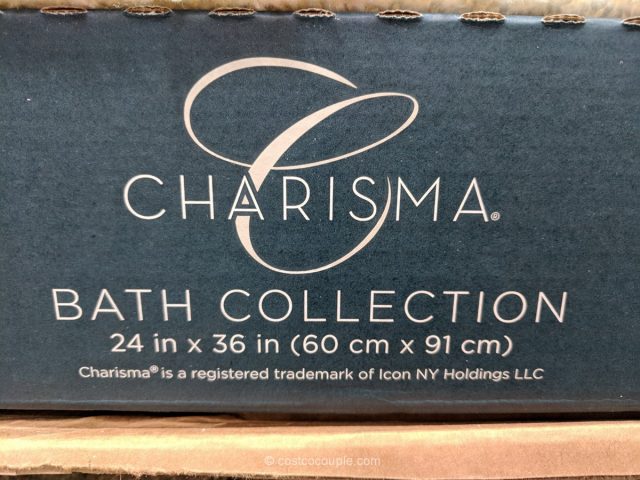 CHARISMA®
BATH COLLECTION
24 in x 36 in (60 cm x 91 cm)
Charisma® is a registered trademark of Icon NY Holdings LLC
© costcocouple.com